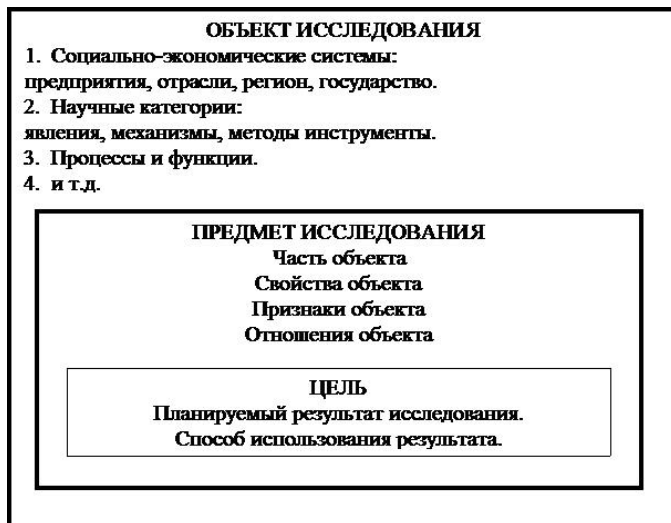 ОБЪЕКТ ИССЛЕДОВАНИЯ
1. Социально-экономические системы:
предприятия, отрасли, регион, государство.
2. Научные категории:
явления, механизмы, методы инструменты.
3. Процессы и функции.
4. и т.д.
ПРЕДМЕТ ИССЛЕДОВАНИЯ
Часть объекта
Свойства объекта
Признаки объекта
Отношения объекта
ЦЕЛЬ
Планируемый результат исследования.
Способ использования результата.